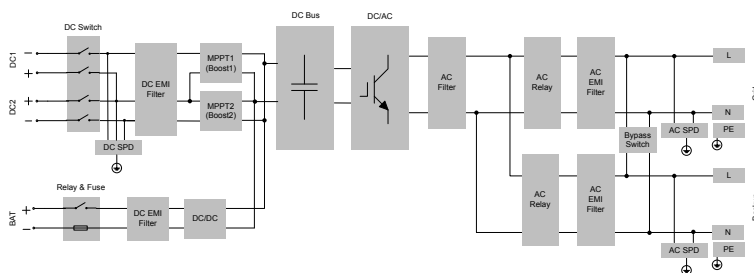 DC Bus
DC/AC
DC Switch
DC1
DC2
DC EMI
Filter
MPPT1
(Boost1)
MPPT2
(Boost2)
DC SPD
AC
Filter
AC
Relay
AC
EMI
Filter
L
N
PE
AC SPD
Bypass
Switch
Relay & Fuse
BAT
DC EMI
Filter
DC/DC
AC
Relay
AC
EMI
Filter
L
N
PE
AC SPD